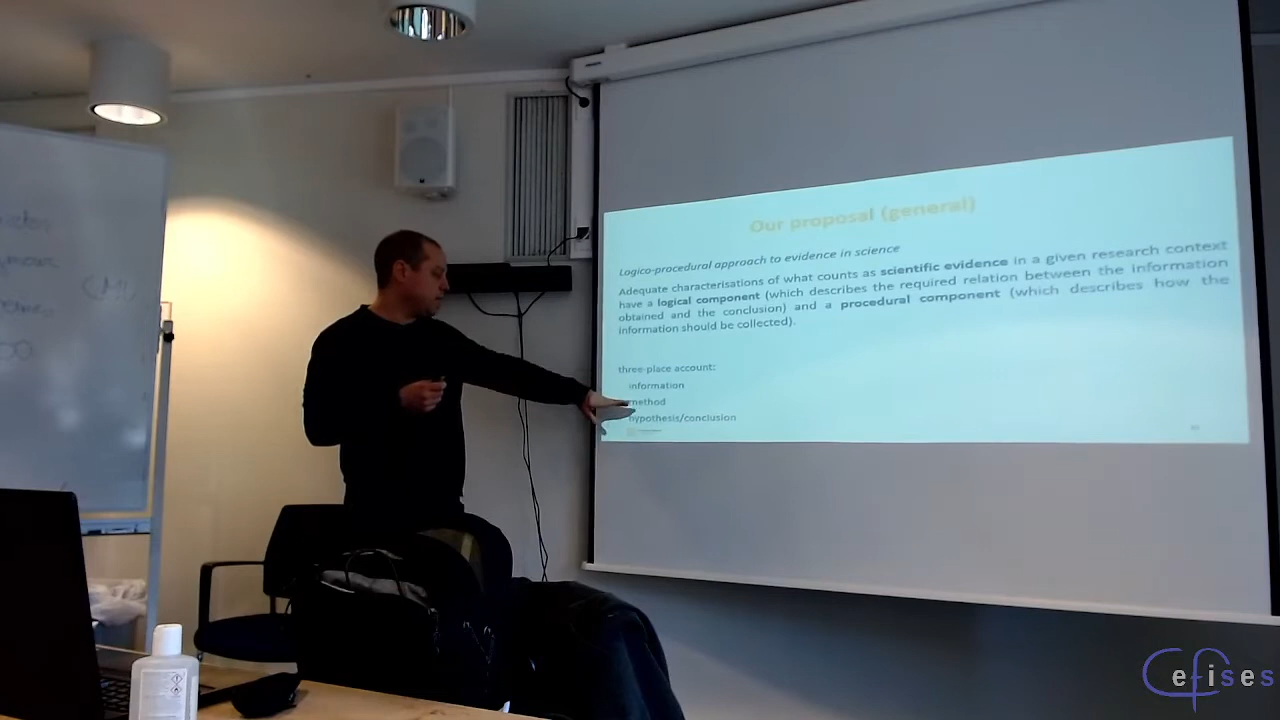 Our proposal (general)
Logico-procedural approach to evidence in science
Adequate characterisations of what counts as scientific evidence in a given research context
have a logical component (which describes the required relation between the information
obtained and the conclusion) and a procedural component (which describes how the
information should be collected).
three-place account:
information
method
hypothesis/conclusion
Cefises